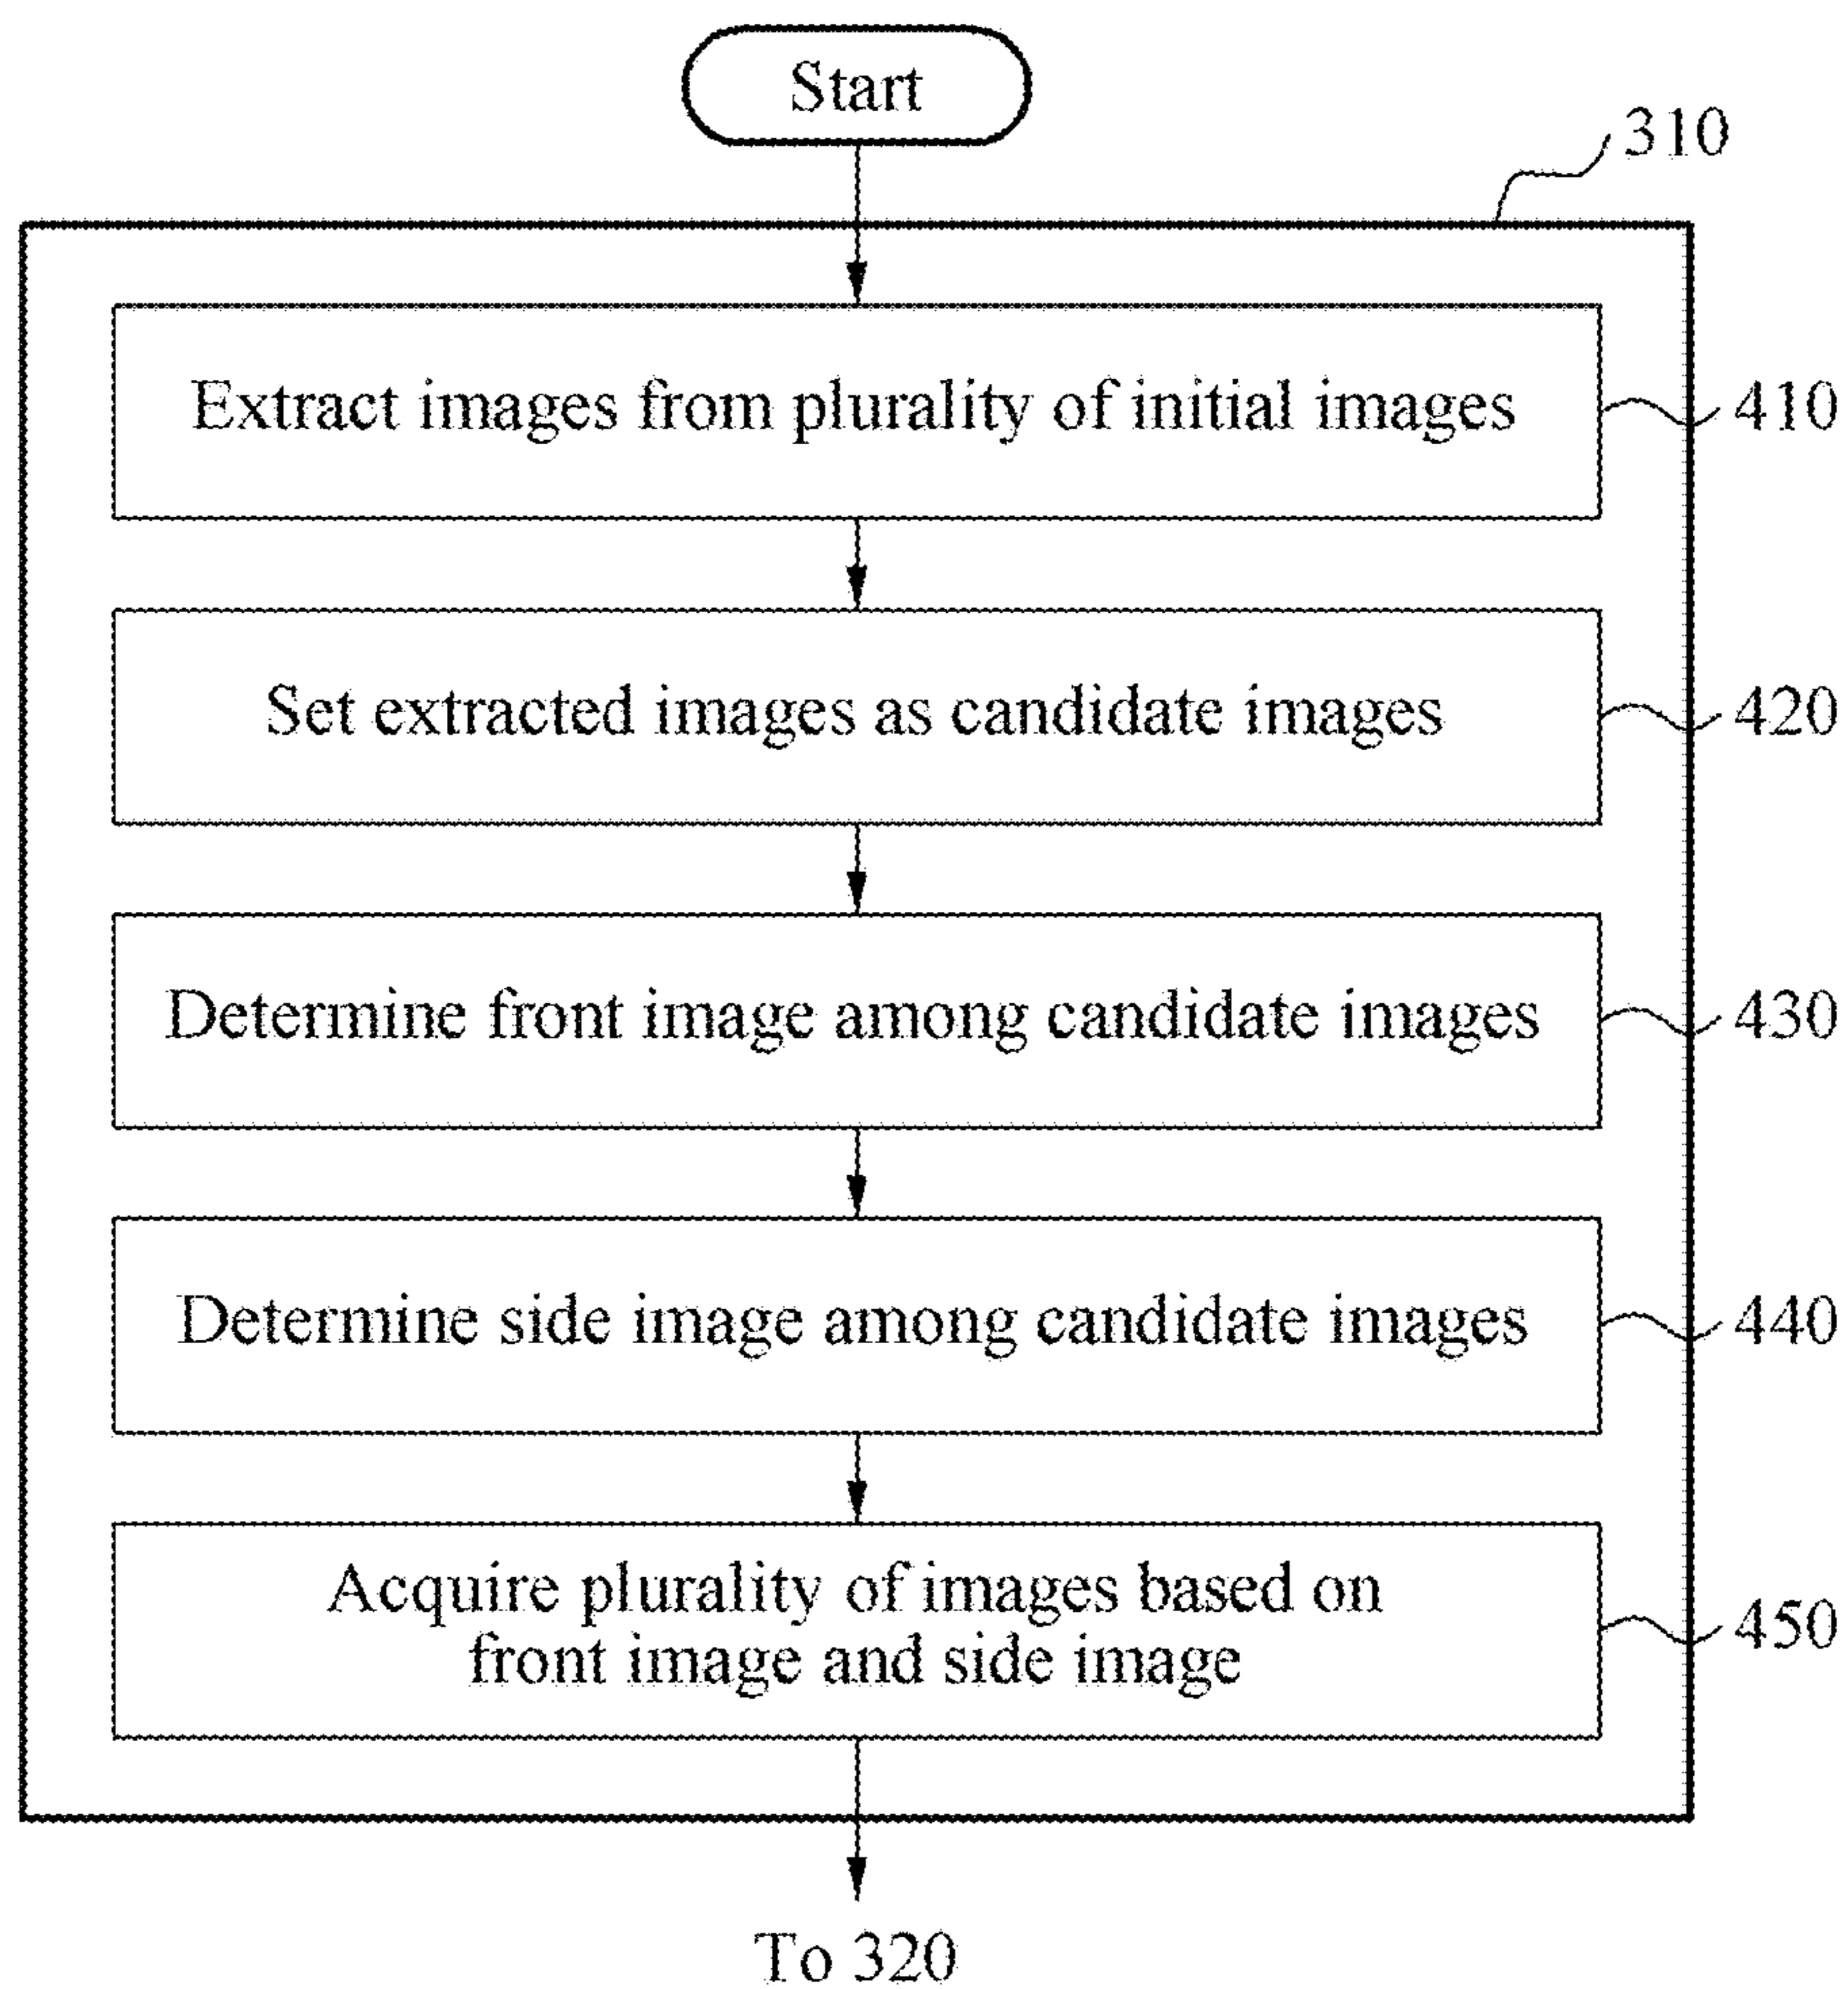 Start
310
Extract images from plurality of initial images
410
Set extracted images as candidate images
420
Determine front image among candidate images
430
Determine side image among candidate images
440
Acquire plurality of images based on
front image and side image
450
To 320